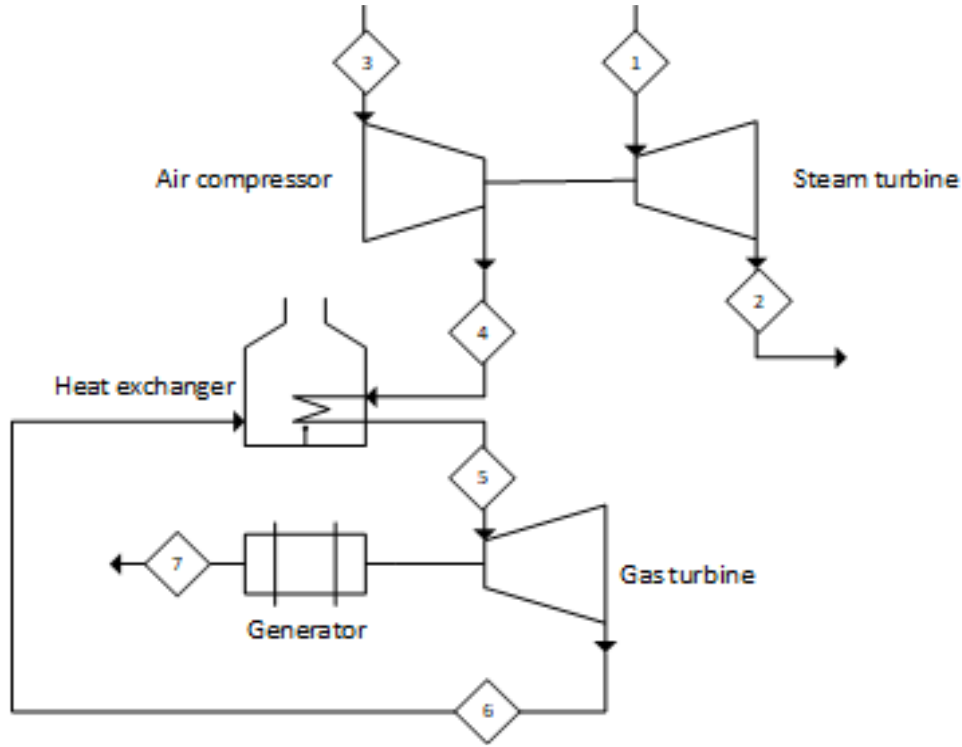 3
1
Air compressor
Steam turbine
2
4
Heat exchanger
5
7
Gas turbine
Generator
6